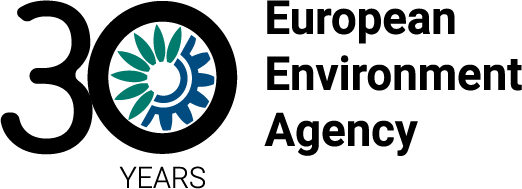 30
YEARS
European
Environment
Agency